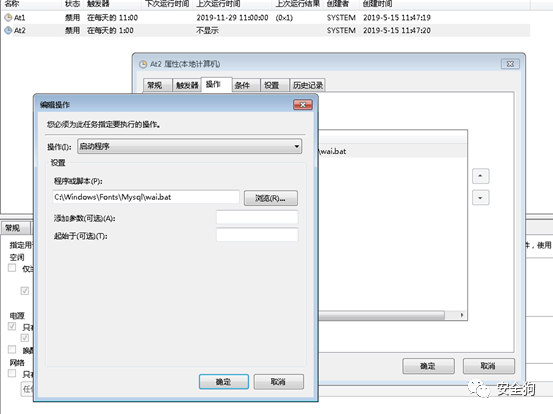 名称 状态 触发器 下次运行时间 上次运行时间 上次运行结果 创建者 创建时间
At1 禁用 在每天的 11:00 2019-11-29 11:00:00 (0x1) SYSTEM 2019-5-15 11:47:19
At2 禁用 在每天的 1:00 不显示 SYSTEM 2019-5-15 11:47:20
At2 属性(本地计算机)
常规 触发器 操作 条件 设置 历史记录
编辑操作
您必须为此任务指定要执行的操作。
操作(I): 启动程序
设置
程序或脚本(P):
C:\Windows\Fonts\Mysql\wai.bat 浏览(R)...
添加参数(可选)(A):
起始于(可选)(T):
确定 取消
\wai.bat
确定 取消
常规
指定用
空闲
仅当
电源
只有
唤醒
网络
只有
件，使用
安全狗